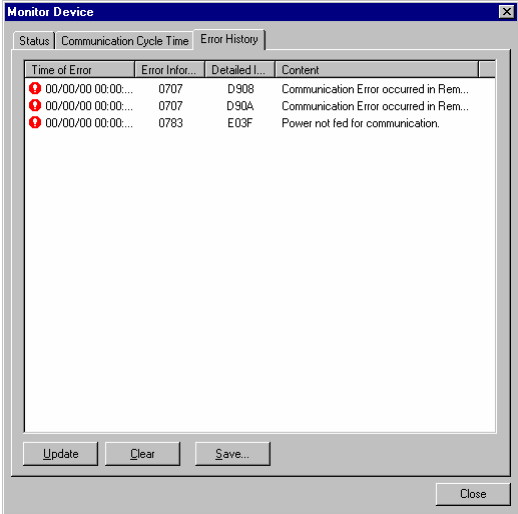 Monitor Device
Status Communication Cycle Time Error History
Time of Error Error Infor... Detailed I... Content
00/00/00 00:00:... 0707 D908 Communication Error occurred in Rem...
00/00/00 00:00:... 0707 D90A Communication Error occurred in Rem...
00/00/00 00:00:... 0783 E03F Power not fed for communication.
Update Clear Save...
Close